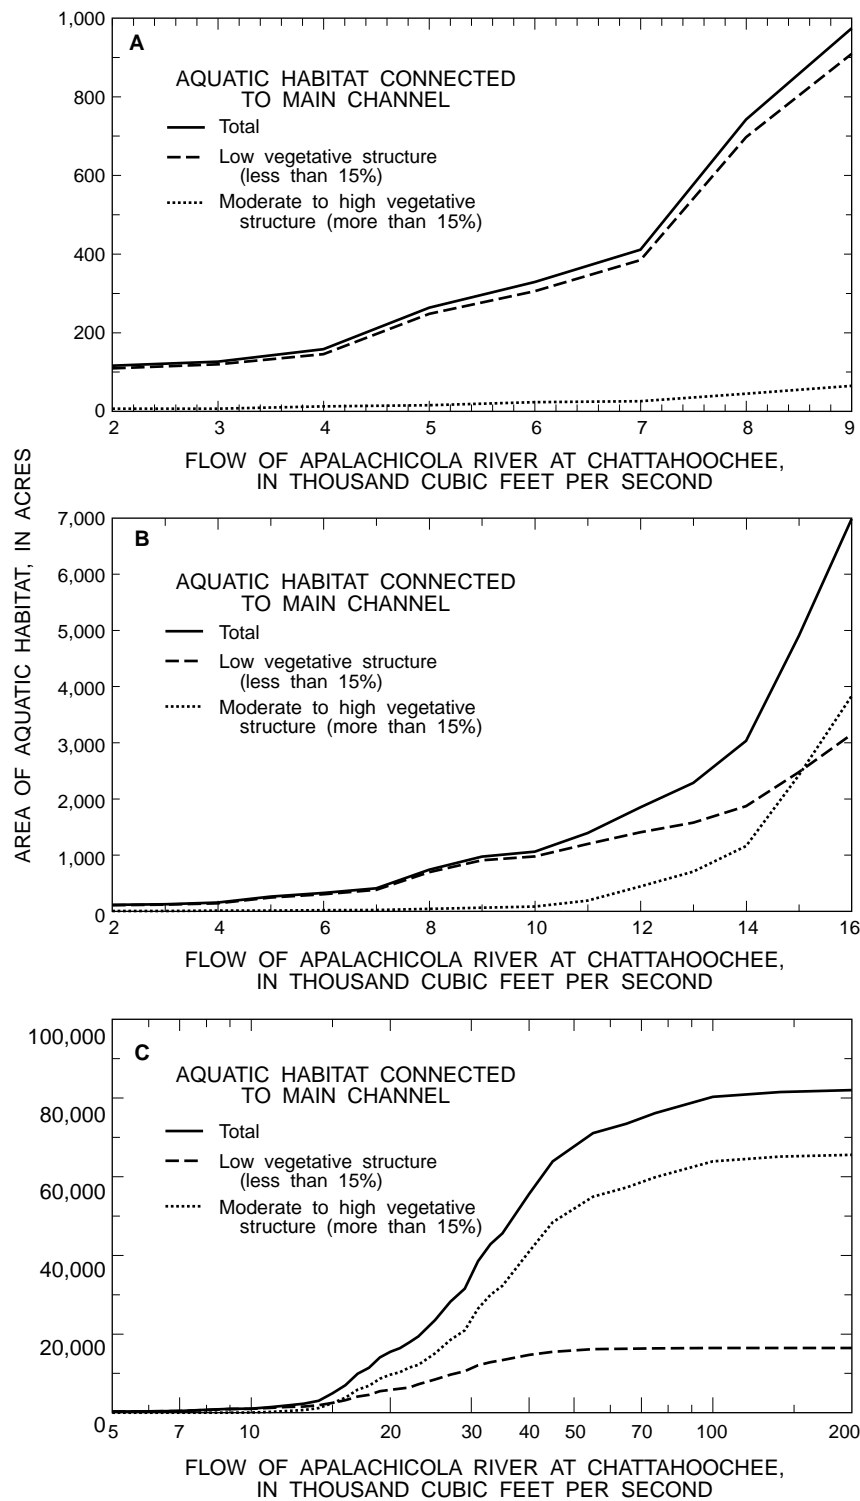 AREA OF AQUATIC HABITAT, IN ACRES
A
AQUATIC HABITAT CONNECTED
TO MAIN CHANNEL
Total
Low vegetative structure
(less than 15%)
Moderate to high vegetative
structure (more than 15%)
1,000
800
600
400
200
0
2 3 4 5 6 7 8 9
FLOW OF APALACHICOLA RIVER AT CHATTAHOOCHEE,
IN THOUSAND CUBIC FEET PER SECOND
B
AQUATIC HABITAT CONNECTED
TO MAIN CHANNEL
Total
Low vegetative structure
(less than 15%)
Moderate to high vegetative
structure (more than 15%)
7,000
6,000
5,000
4,000
3,000
2,000
1,000
0
2 4 6 8 10 12 14 16
FLOW OF APALACHICOLA RIVER AT CHATTAHOOCHEE,
IN THOUSAND CUBIC FEET PER SECOND
C
AQUATIC HABITAT CONNECTED
TO MAIN CHANNEL
Total
Low vegetative structure
(less than 15%)
Moderate to high vegetative
structure (more than 15%)
100,000
80,000
60,000
40,000
20,000
0
5 7 10 20 30 40 50 70 100 200
FLOW OF APALACHICOLA RIVER AT CHATTAHOOCHEE,
IN THOUSAND CUBIC FEET PER SECOND